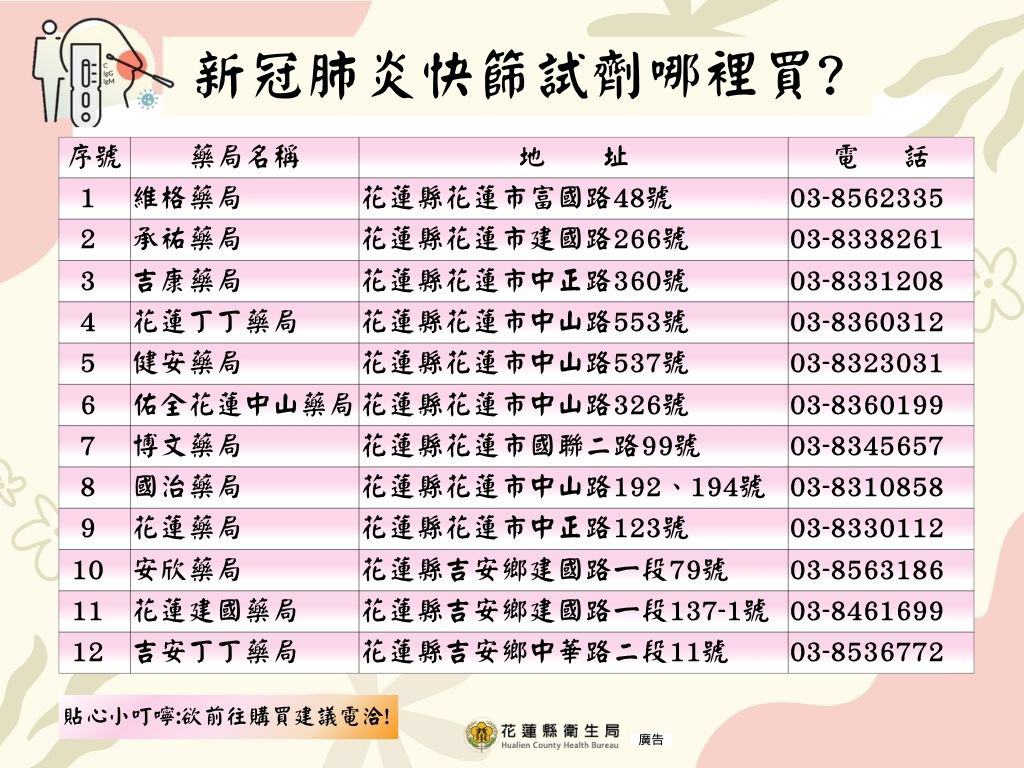 C
IgG
IgM
新冠肺炎快篩試劑哪裡買?
序號 藥局名稱 地 址 電 話
1 維格藥局 花蓮縣花蓮市富國路48號 03-8562335
2 承祐藥局 花蓮縣花蓮市建國路266號 03-8338261
3 吉康藥局 花蓮縣花蓮市中正路360號 03-8331208
4 花蓮丁丁藥局 花蓮縣花蓮市中山路553號 03-8360312
5 健安藥局 花蓮縣花蓮市中山路537號 03-8323031
6 佑全花蓮中山藥局 花蓮縣花蓮市中山路326號 03-8360199
7 博文藥局 花蓮縣花蓮市國聯二路99號 03-8345657
8 國治藥局 花蓮縣花蓮市中山路192、194號 03-8310858
9 花蓮藥局 花蓮縣花蓮市中正路123號 03-8330112
10 安欣藥局 花蓮縣吉安鄉建國路一段79號 03-8563186
11 花蓮建國藥局 花蓮縣吉安鄉建國路一段137-1號 03-8461699
12 吉安丁丁藥局 花蓮縣吉安鄉中華路二段11號 03-8536772
貼心小叮嚀:欲前往購買建議電洽!
花蓮縣衛生局
Hualien County Health Bureau
廣告